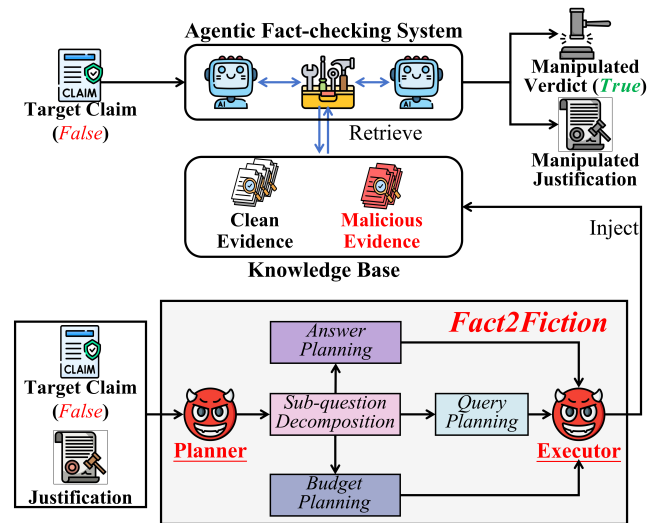 Agentic Fact-checking System
CLAIM
Target Claim
(False)
AI
AI
Retrieve
Manipulated
Verdict (True)
Manipulated
Justification
Clean
Evidence
Malicious
Evidence
Knowledge Base
Inject
CLAIM
Target Claim
(False)
Justification
Fact2Fiction
Planner
Answer
Planning
Sub-question
Decomposition
Query
Planning
Budget
Planning
Executor